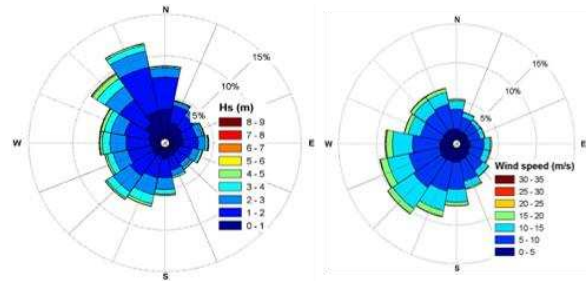 N
15%
10%
5%
W
E
S
Hs (m)
8 - 9
7 - 8
6 - 7
5 - 6
4 - 5
3 - 4
2 - 3
1 - 2
0 - 1
N
15%
10%
5%
W
E
S
Wind speed (m/s)
30 - 35
25 - 30
20 - 25
15 - 20
10 - 15
5 - 10
0 - 5